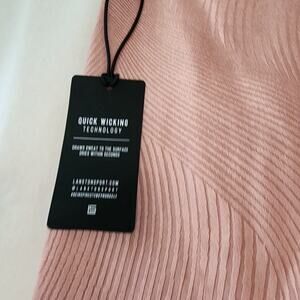 QUICK WICKING
TECHNOLOGY
DRAWS SWEAT TO THE SURFACE
DRIES WITHIN SECONDS
LANSTONSPORT.COM
@LANSTONSPORT